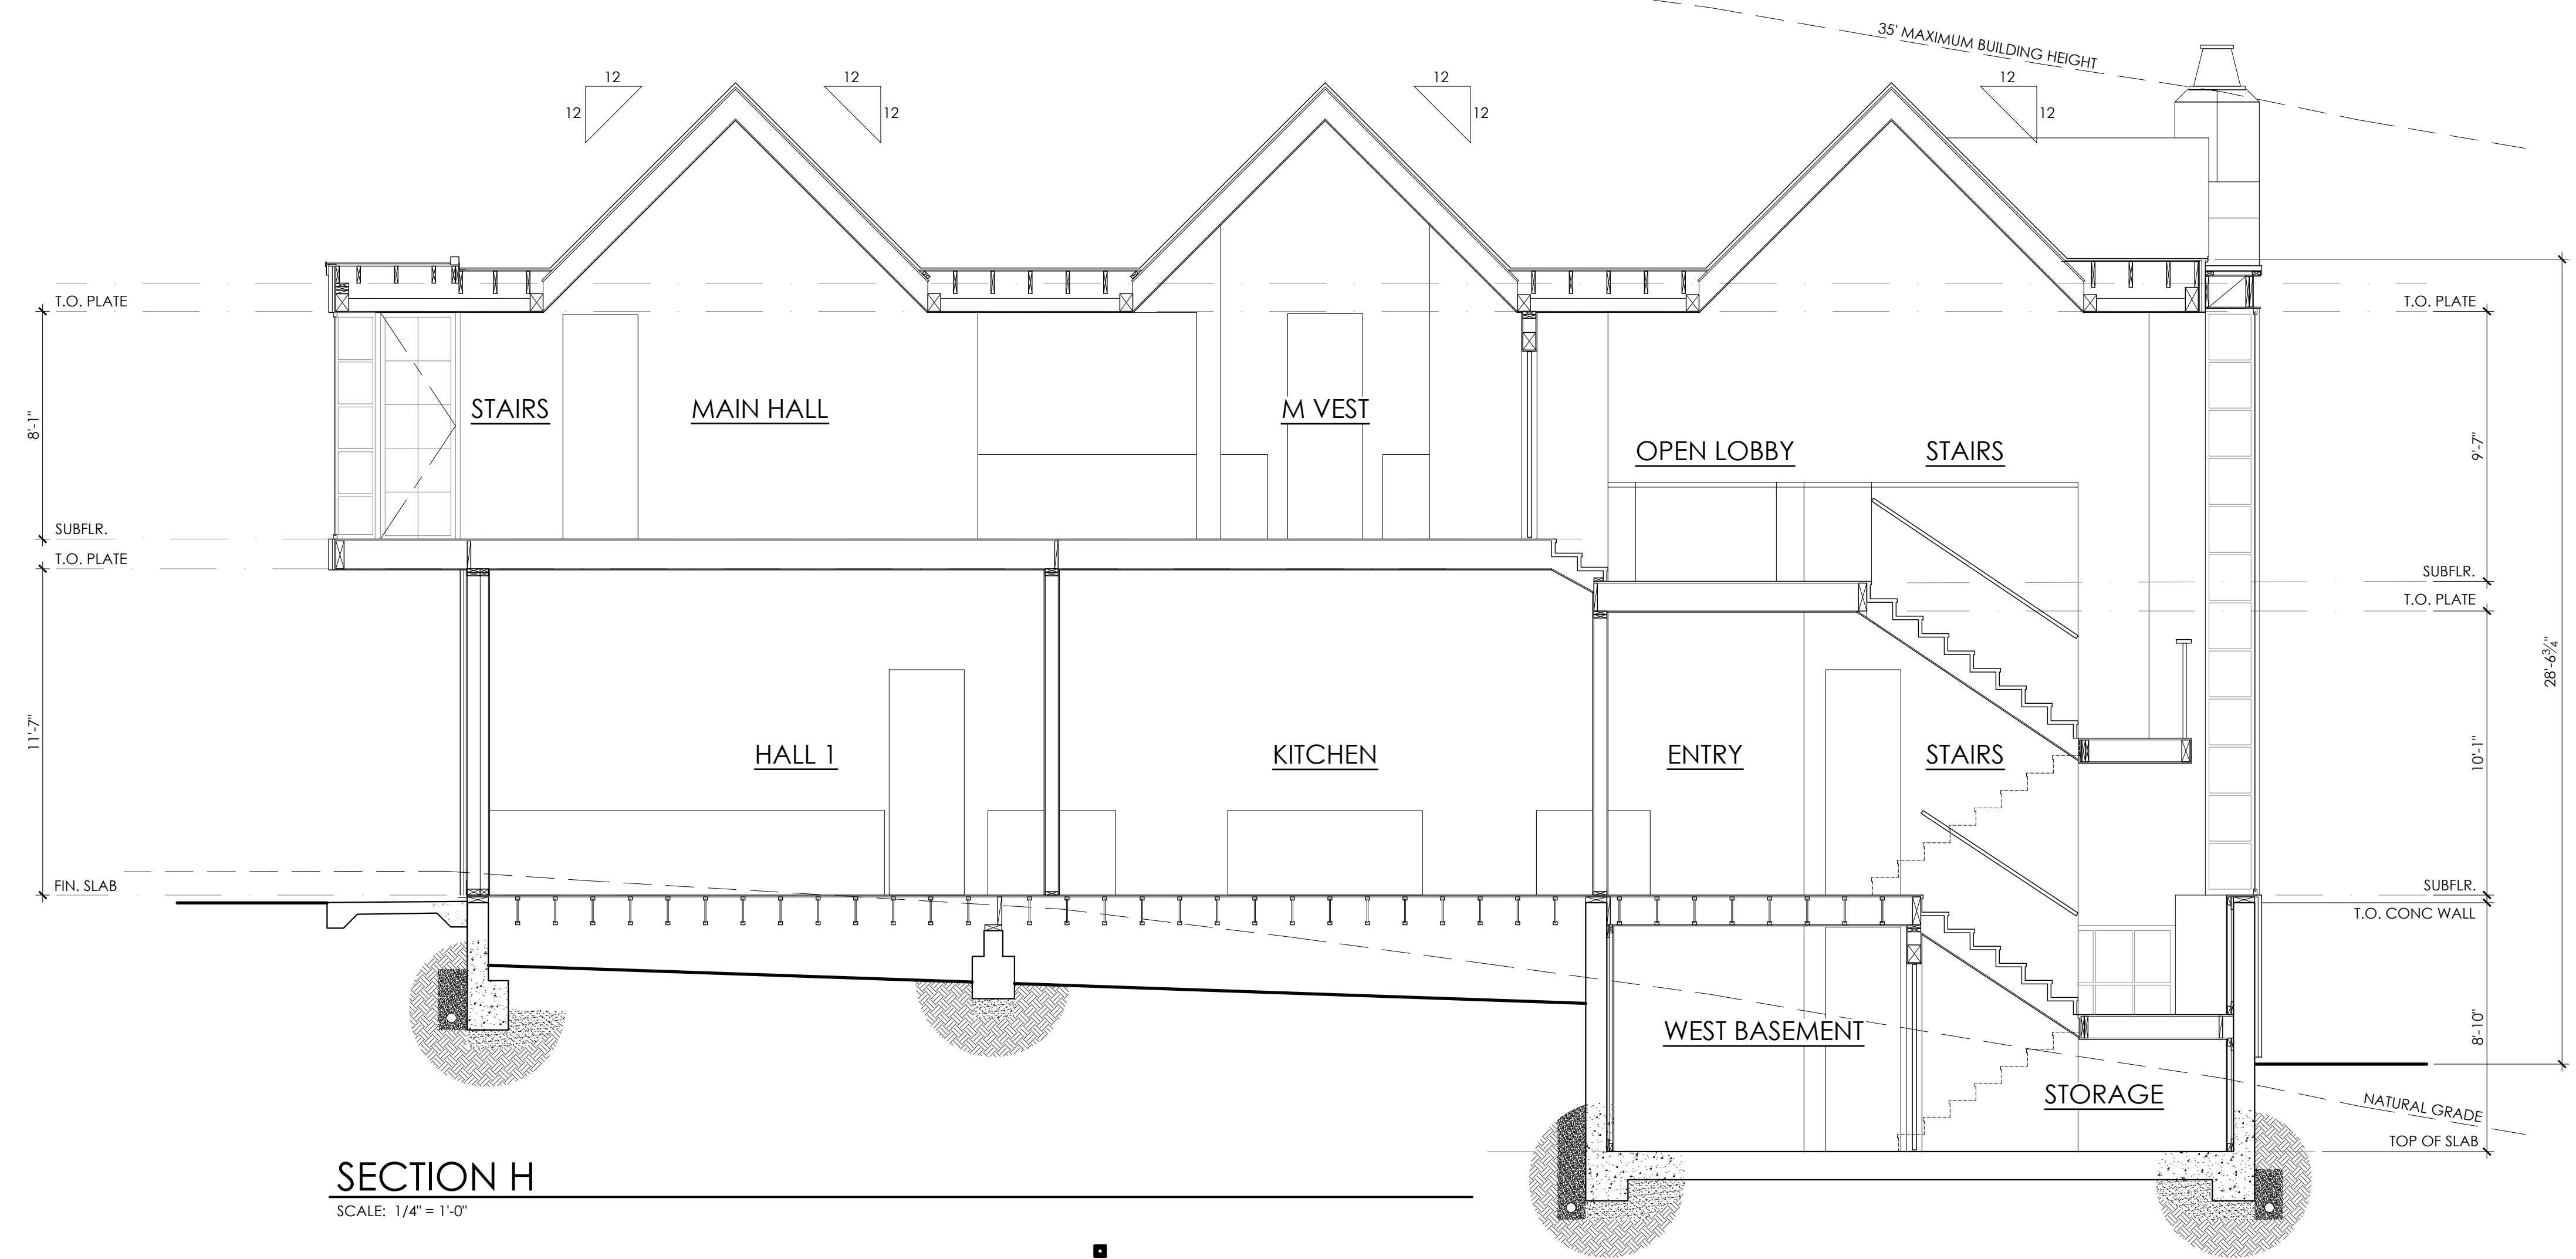 35' MAXIMUM BUILDING HEIGHT
12
12
12
12
12
12
12
12
T.O. PLATE
T.O. PLATE
8'-1"
STAIRS
MAIN HALL
M VEST
OPEN LOBBY
STAIRS
9'-7"
SUBFLR.
T.O. PLATE
SUBFLR.
T.O. PLATE
28'-6¾"
11'-7"
HALL 1
KITCHEN
ENTRY
STAIRS
10'-1"
FIN. SLAB
SUBFLR.
T.O. CONC WALL
WEST BASEMENT
8'-10"
STORAGE
NATURAL GRADE
TOP OF SLAB
SECTION H
SCALE: 1/4" = 1'-0"